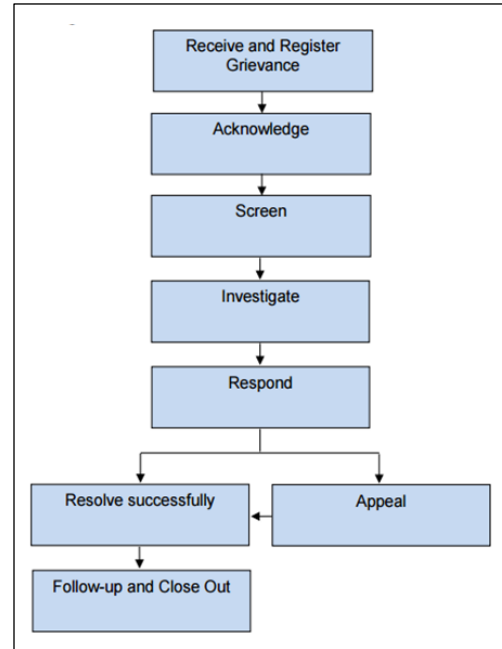 Receive and Register
Grievance
Acknowledge
Screen
Investigate
Respond
Resolve successfully
Appeal
Follow-up and Close Out